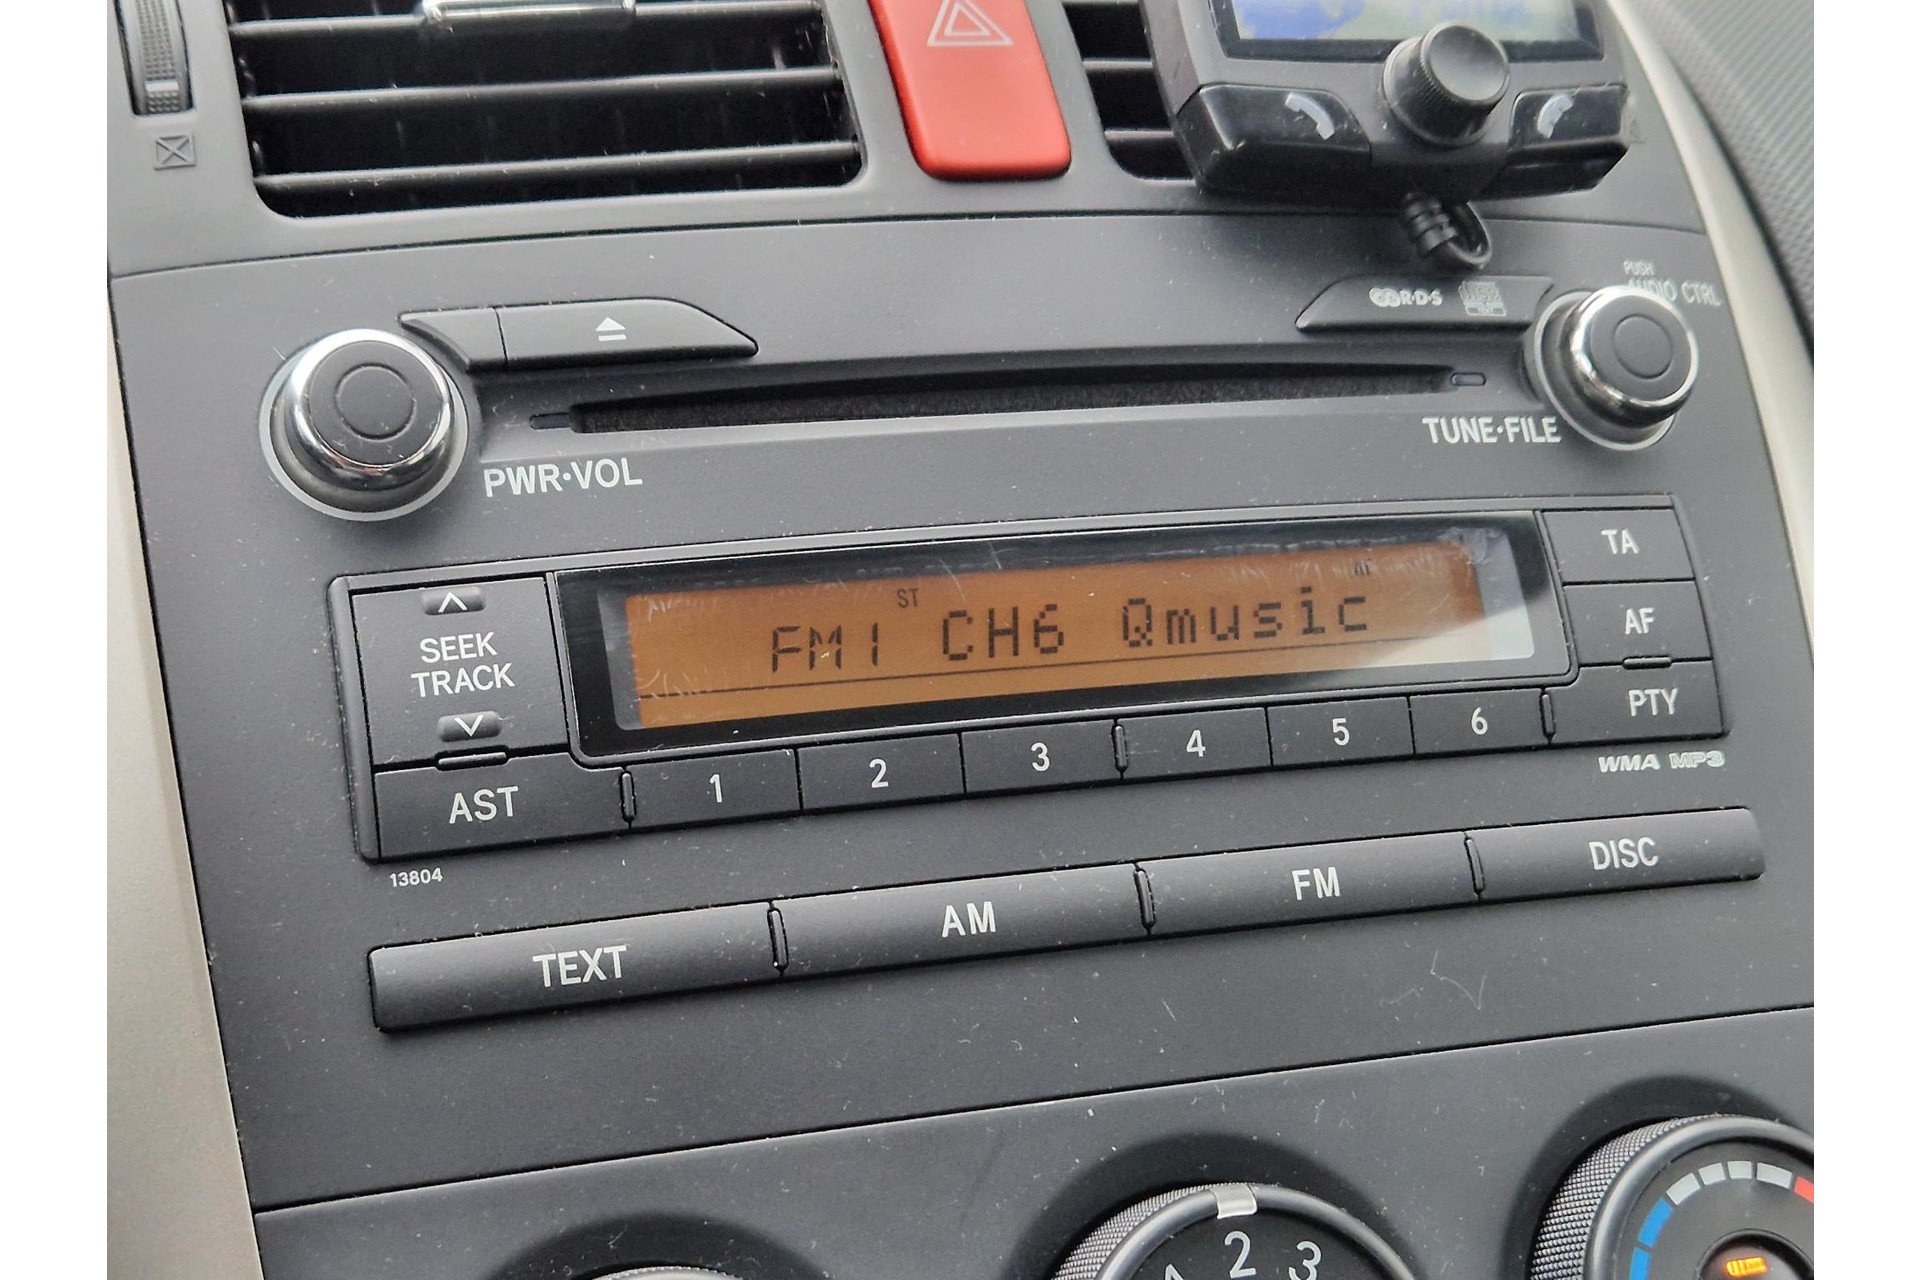 PUSH
AUDIO CTRL
R·D·S
TUNE·FILE
PWR·VOL
ST
AF
FM1 CH6 Qmusic
TA
AF
PTY
SEEK
TRACK
AST
1 2 3 4 5 6
WMA MP3
13804
TEXT AM FM DISC
2 3